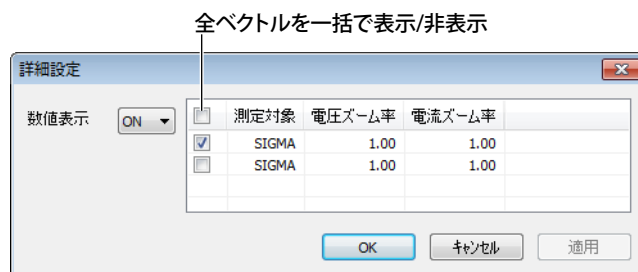 全ベクトルを一括で表示/非表示
詳細設定
数値表示 ON 測定対象 電圧ズーム率 電流ズーム率
SIGMA 1.00 1.00
SIGMA 1.00 1.00
OK キャンセル 適用